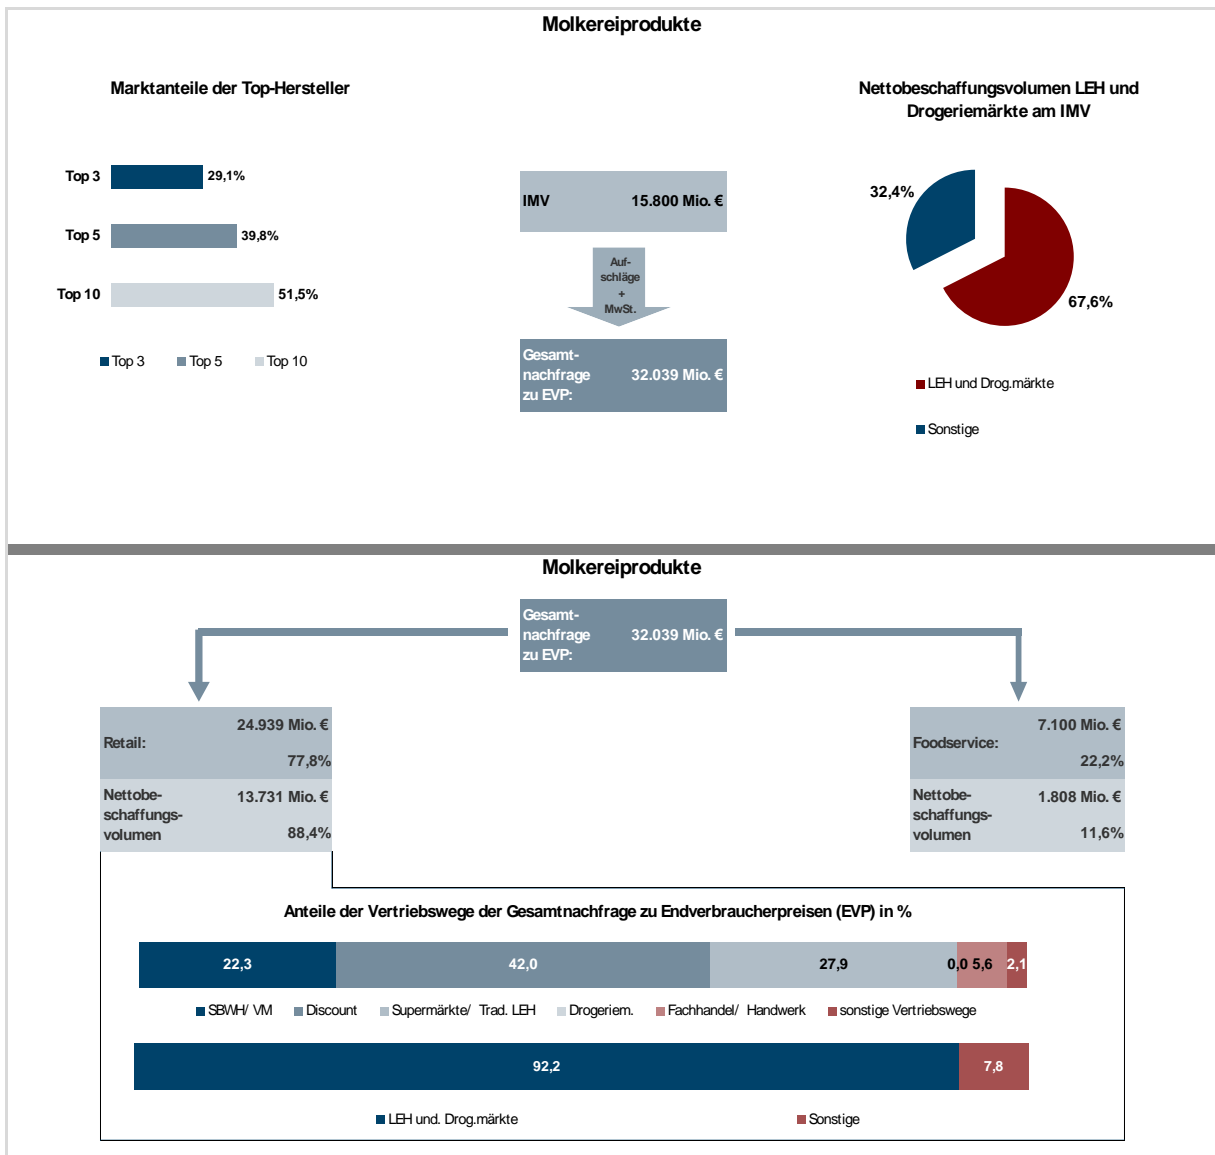 Molkereiprodukte
Marktanteile der Top-Hersteller
Top 3
29,1%
Top 5
39,8%
Top 10
51,5%
Top 3 Top 5 Top 10
IMV 15.800 Mio. €
Auf-
schläge
+
MwSt.
Gesamt-
nachfrage 32.039 Mio. €
zu EVP:
Nettobeschaffungsvolumen LEH und
Drogeriemärkte am IMV
32,4%
67,6%
LEH und Drog.märkte
Sonstige
Molkereiprodukte
Gesamt-
nachfrage 32.039 Mio. €
zu EVP:
24.939 Mio. €
Retail:
77,8%
Nettobe- 13.731 Mio. €
schaffungs-
volumen 88,4%
7.100 Mio. €
Foodservice:
22,2%
Nettobe- 1.808 Mio. €
schaffungs-
volumen 11,6%
Anteile der Vertriebswege der Gesamtnachfrage zu Endverbraucherpreisen (EVP) in %
22,3 42,0 27,9 0,0 5,6 2,1
SBWH/ VM Discount Supermärkte/ Trad. LEH Drogeriem. Fachhandel/ Handwerk sonstige Vertriebswege
92,2 7,8
LEH und. Drog.märkte Sonstige